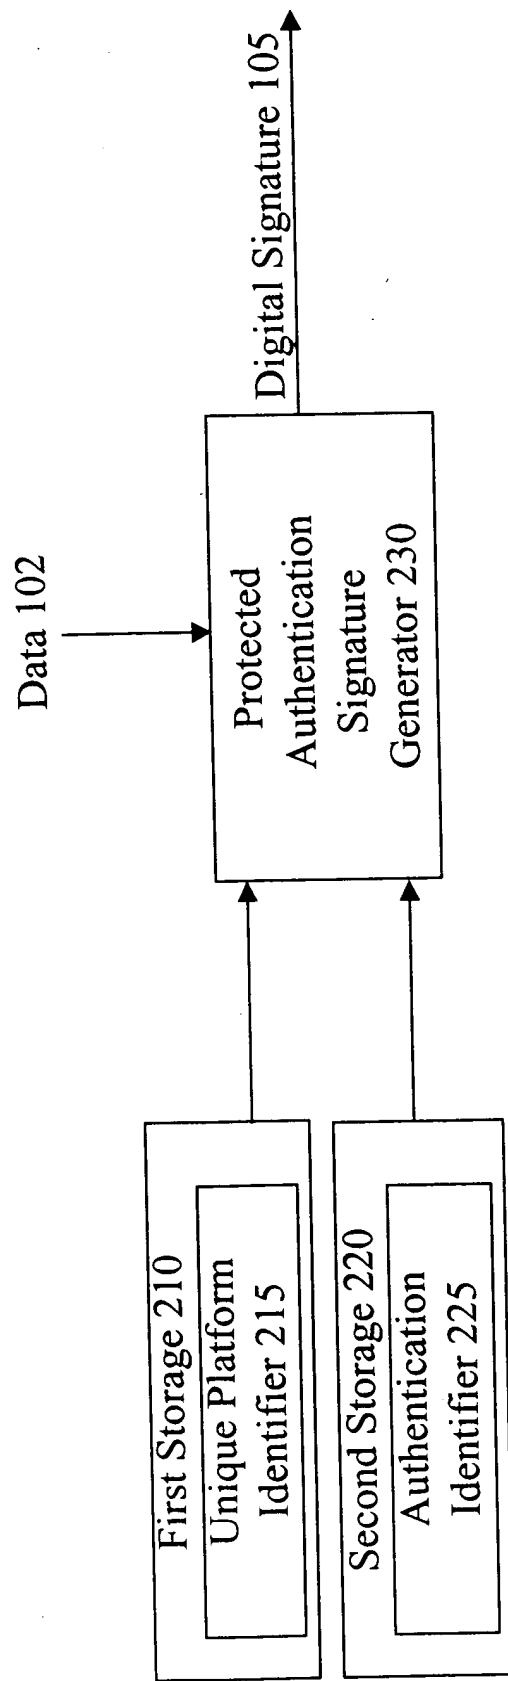 First Storage 210
Unique Platform
Identifier 215
Second Storage 220
Authentication
Identifier 225
Data 102
Protected
Authentication
Signature
Generator 230
Digital Signature 105